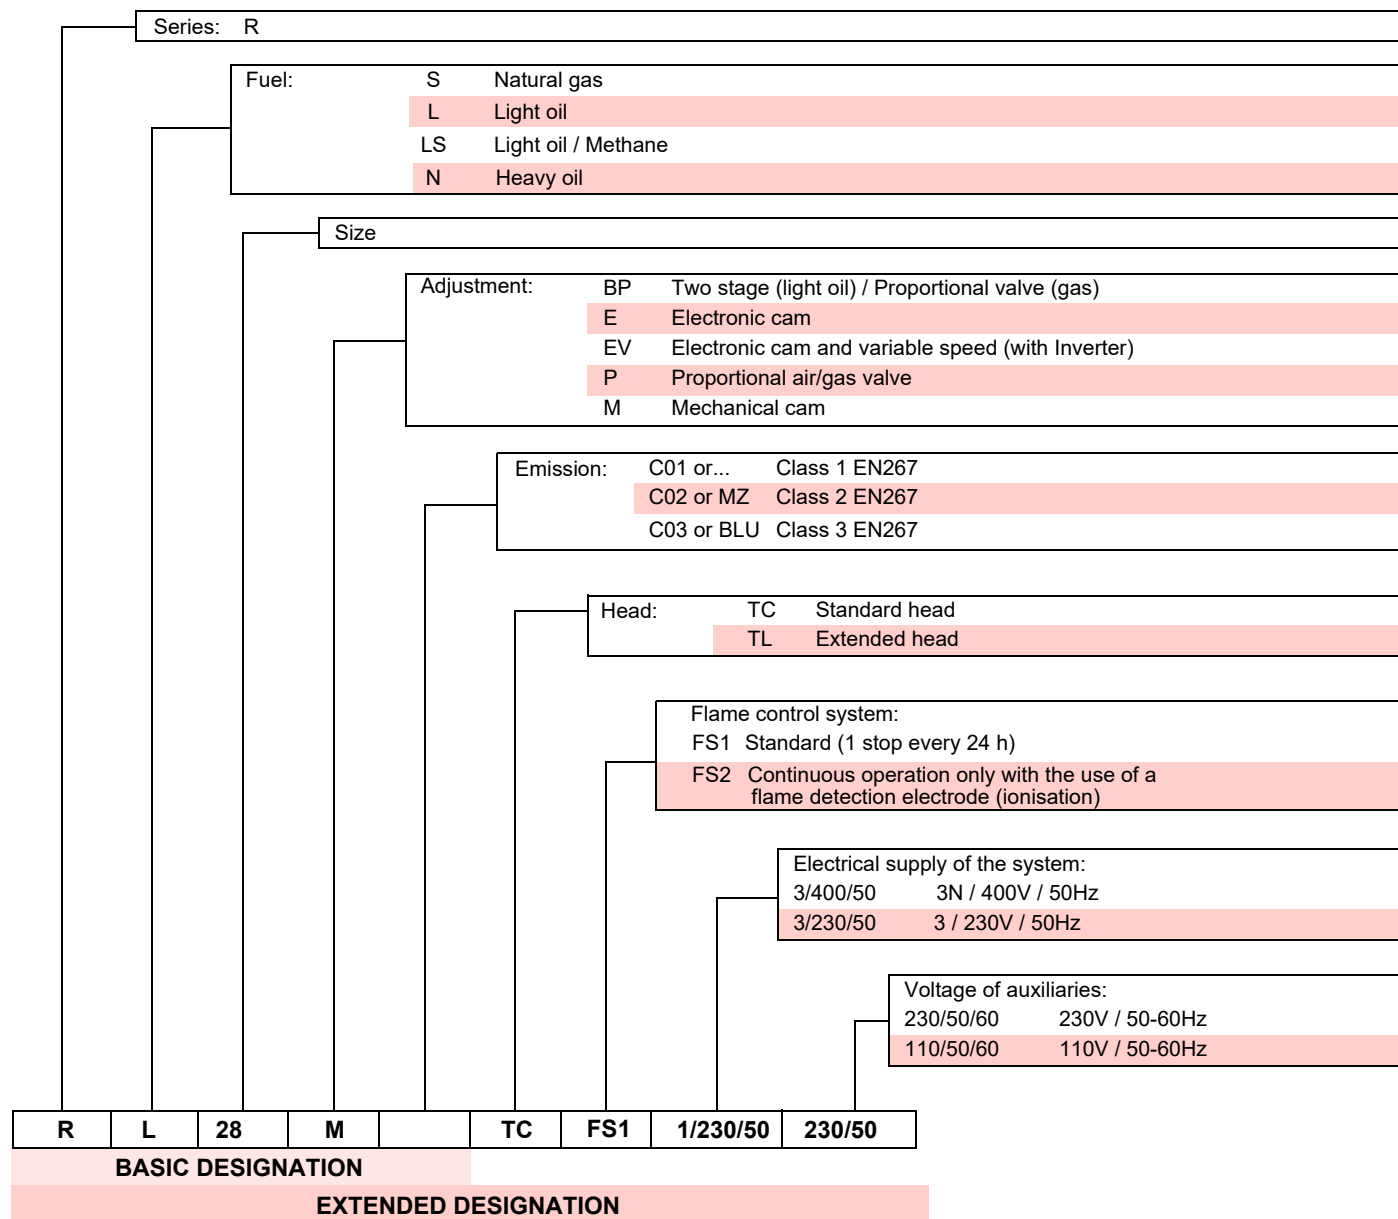 Series: R
Fuel: S Natural gas
L Light oil
LS Light oil / Methane
N Heavy oil
Size
Adjustment: BP Two stage (light oil) / Proportional valve (gas)
E Electronic cam
EV Electronic cam and variable speed (with Inverter)
P Proportional air/gas valve
M Mechanical cam
Emission: C01 or... Class 1 EN267
C02 or MZ Class 2 EN267
C03 or BLU Class 3 EN267
Head: TC Standard head
TL Extended head
Flame control system:
FS1 Standard (1 stop every 24 h)
FS2 Continuous operation only with the use of a
flame detection electrode (ionisation)
Electrical supply of the system:
3/400/50 3N / 400V / 50Hz
3/230/50 3 / 230V / 50Hz
Voltage of auxiliaries:
230/50/60 230V / 50-60Hz
110/50/60 110V / 50-60Hz
R L 28 M TC FS1 1/230/50 230/50
BASIC DESIGNATION
EXTENDED DESIGNATION